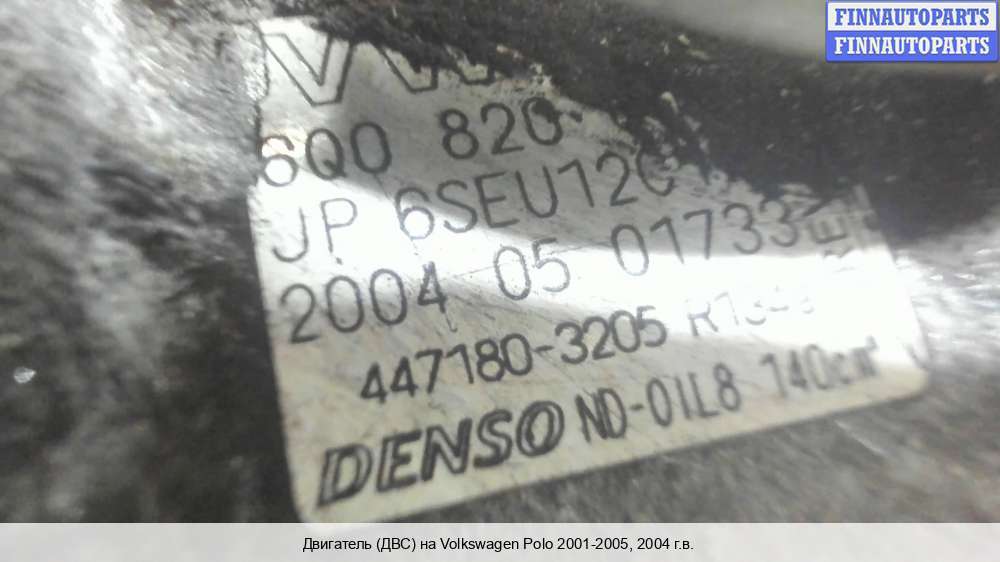 FINNAUTOPARTS
FINNAUTOPARTS
VW
6Q0 820
JP 6SEU12C
2004 05 01733
447180-3205 R134a
DENSO ND-OIL8 140cm³
Двигатель (ДВС) на Volkswagen Polo 2001-2005, 2004 г.в.